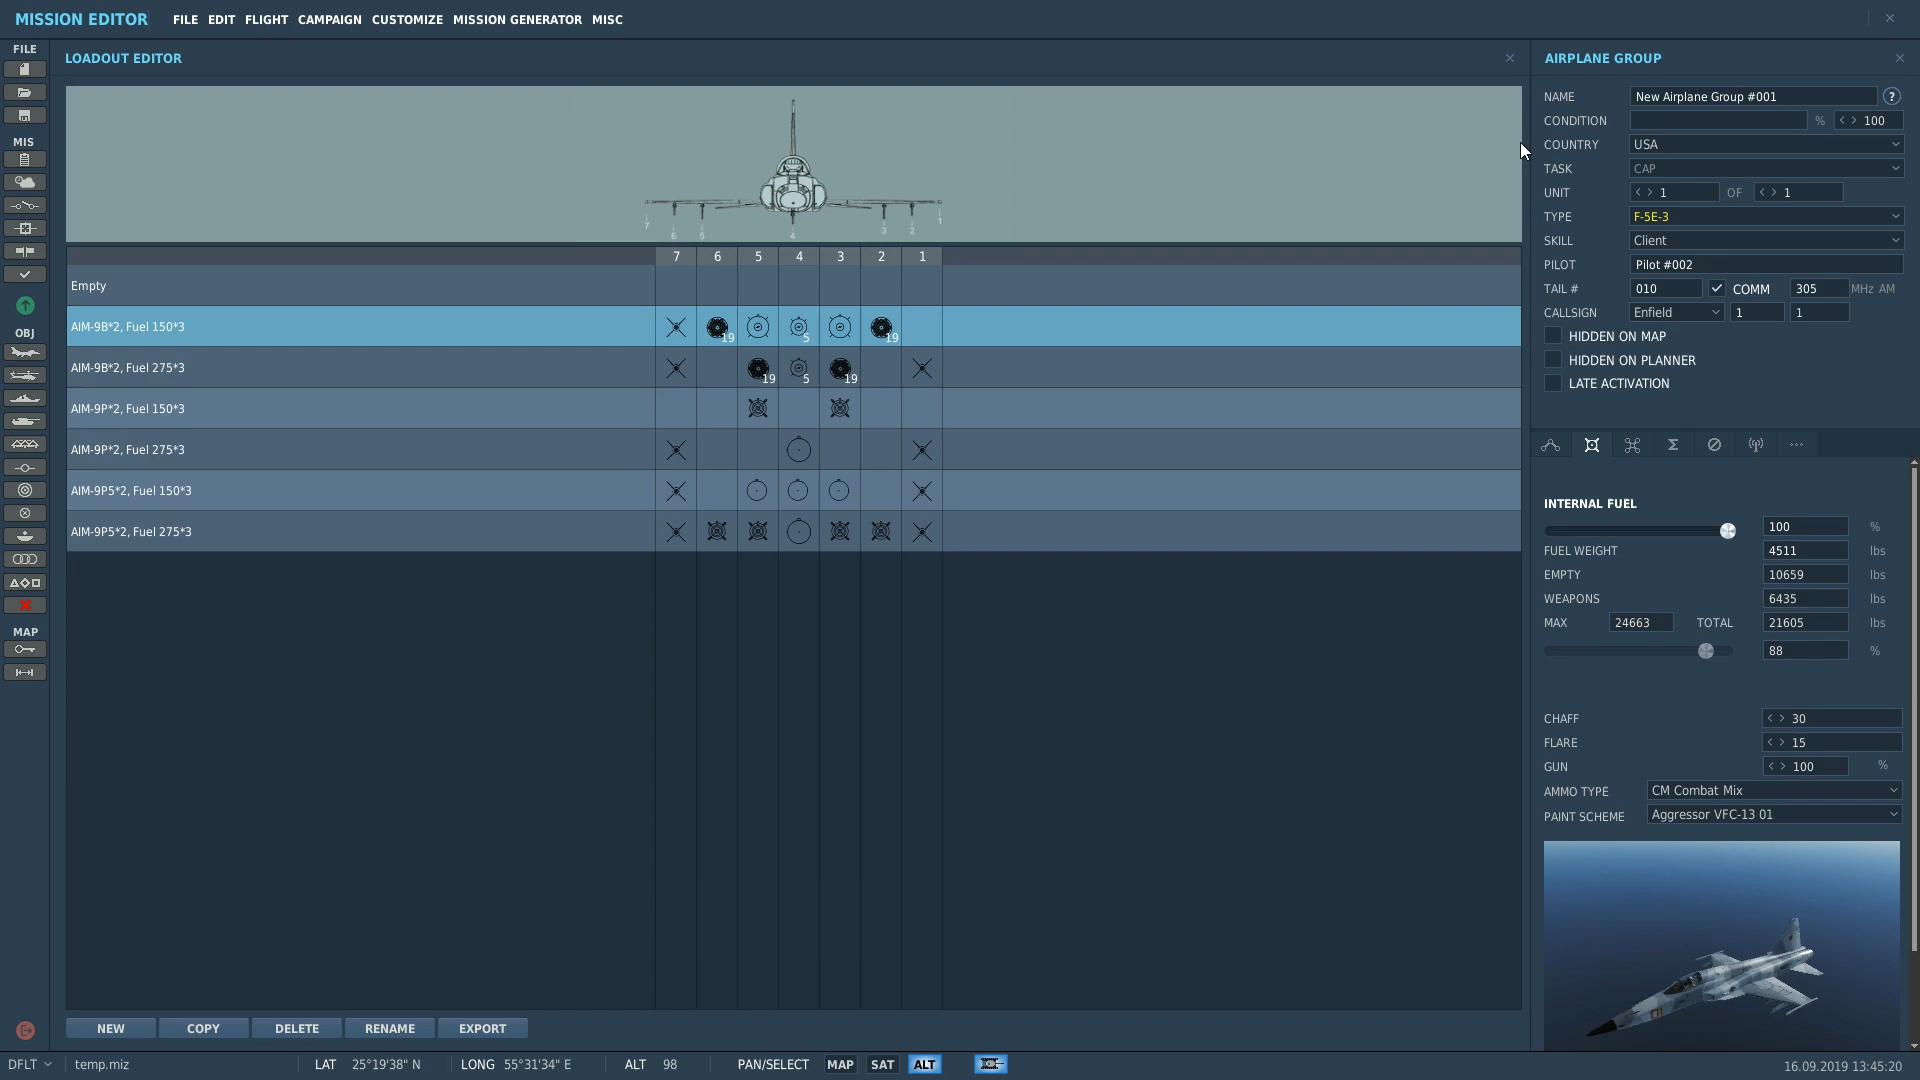 MISSION EDITOR FILE EDIT FLIGHT CAMPAIGN CUSTOMIZE MISSION GENERATOR MISC
FILE
MIS
OBJ
MAP
LOADOUT EDITOR
7 6 5 4 3 2 1
7 6 5 4 3 2 1
Empty
AIM-9B*2, Fuel 150*3 19 5 19
AIM-9B*2, Fuel 275*3 19 5 19
AIM-9P*2, Fuel 150*3
AIM-9P*2, Fuel 275*3
AIM-9P5*2, Fuel 150*3
AIM-9P5*2, Fuel 275*3
NEW COPY DELETE RENAME EXPORT
AIRPLANE GROUP
NAME New Airplane Group #001 ?
CONDITION % < > 100
COUNTRY USA
TASK CAP
UNIT < > 1 OF < > 1
TYPE F-5E-3
SKILL Client
PILOT Pilot #002
TAIL # 010 COMM 305 MHz AM
CALLSIGN Enfield 1 1
HIDDEN ON MAP
HIDDEN ON PLANNER
LATE ACTIVATION
INTERNAL FUEL
100 %
FUEL WEIGHT 4511 lbs
EMPTY 10659 lbs
WEAPONS 6435 lbs
MAX 24663 TOTAL 21605 lbs
88 %
CHAFF < > 30
FLARE < > 15
GUN < > 100 %
AMMO TYPE CM Combat Mix
PAINT SCHEME Aggressor VFC-13 01
DFLT temp.miz LAT 25°19'38" N LONG 55°31'34" E ALT 98 PAN/SELECT MAP SAT ALT 16.09.2019 13:45:20